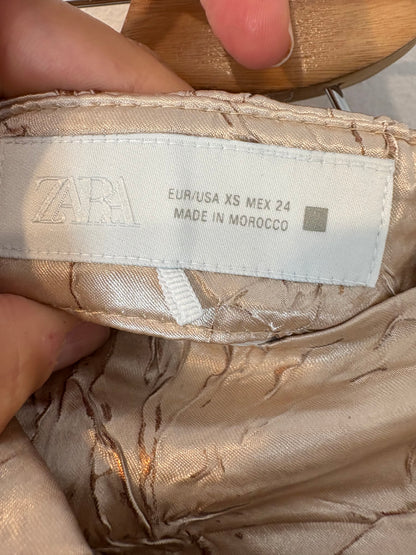 ZARA
EUR/USA XS MEX 24
MADE IN MOROCCO